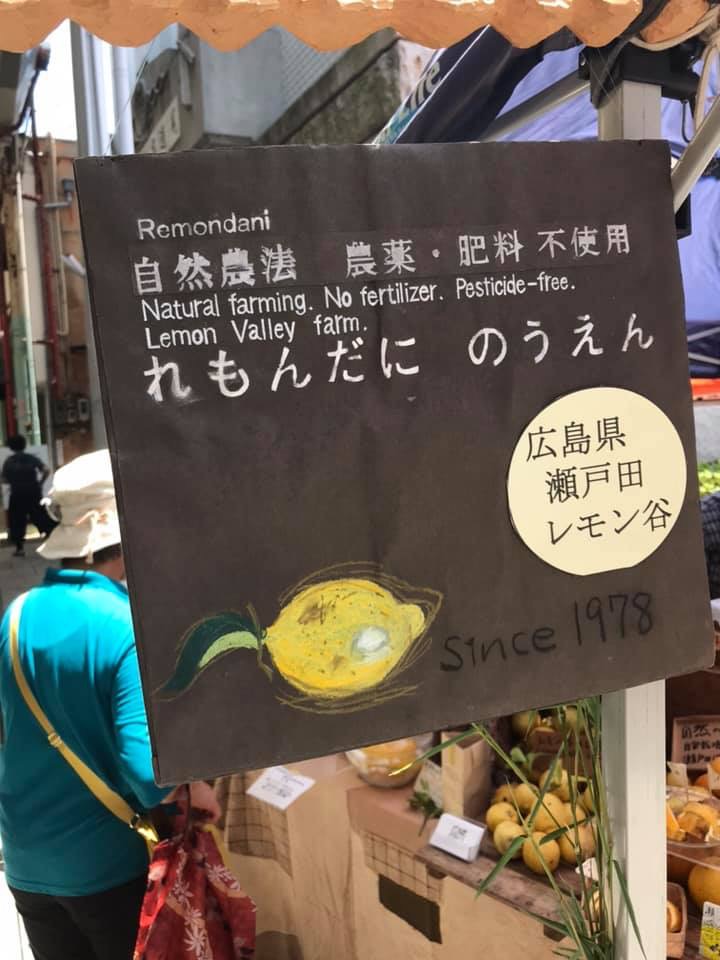 Life
Remondani
自然農法 農薬・肥料 不使用
Natural farming. No fertilizer. Pesticide-free.
Lemon Valley farm.
れもんだに のうえん
広島県
瀬戸田
レモン谷
Since 1978